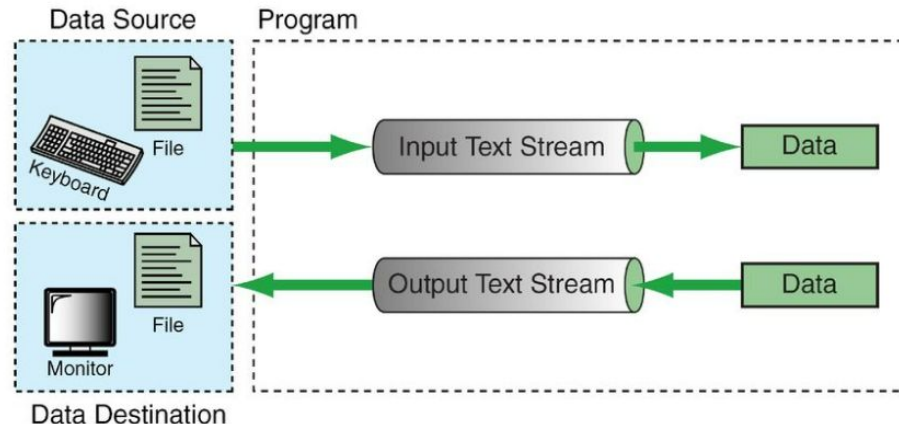 Data Source
Program
File
Keyboard
Input Text Stream
Data
File
Monitor
Output Text Stream
Data
Data Destination